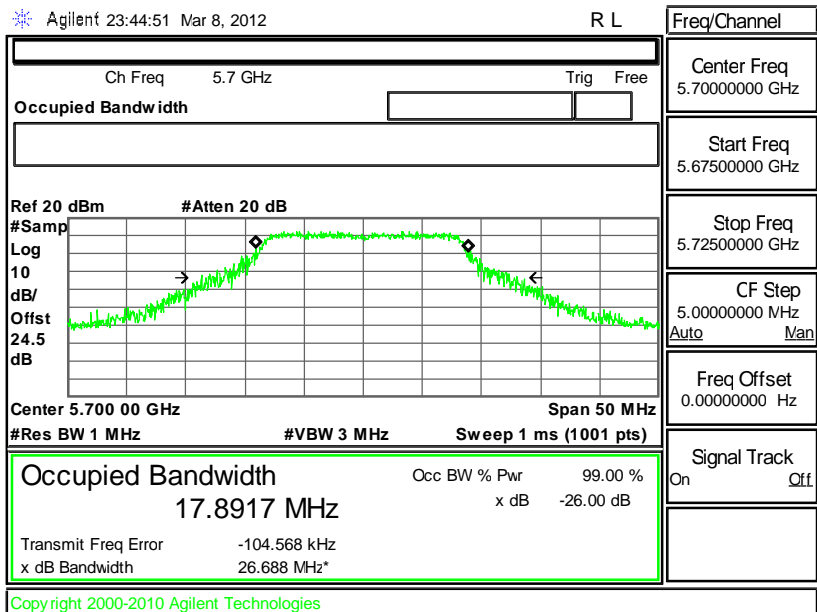 Agilent 23:44:51 Mar 8, 2012 R L
Freq/Channel
Ch Freq 5.7 GHz Trig Free
Occupied Bandwidth
Center Freq
5.70000000 GHz
Start Freq
5.67500000 GHz
Stop Freq
5.72500000 GHz
CF Step
5.00000000 MHz
Auto Man
Freq Offset
0.00000000 Hz
Signal Track
On Off
Ref 20 dBm #Atten 20 dB
#Samp
Log
10
dB/
Offst
24.5
dB
Center 5.700 00 GHz Span 50 MHz
#Res BW 1 MHz #VBW 3 MHz Sweep 1 ms (1001 pts)
Occupied Bandwidth Occ BW % Pwr 99.00 %
17.8917 MHz x dB -26.00 dB
Transmit Freq Error -104.568 kHz
x dB Bandwidth 26.688 MHz*
Copyright 2000-2010 Agilent Technologies